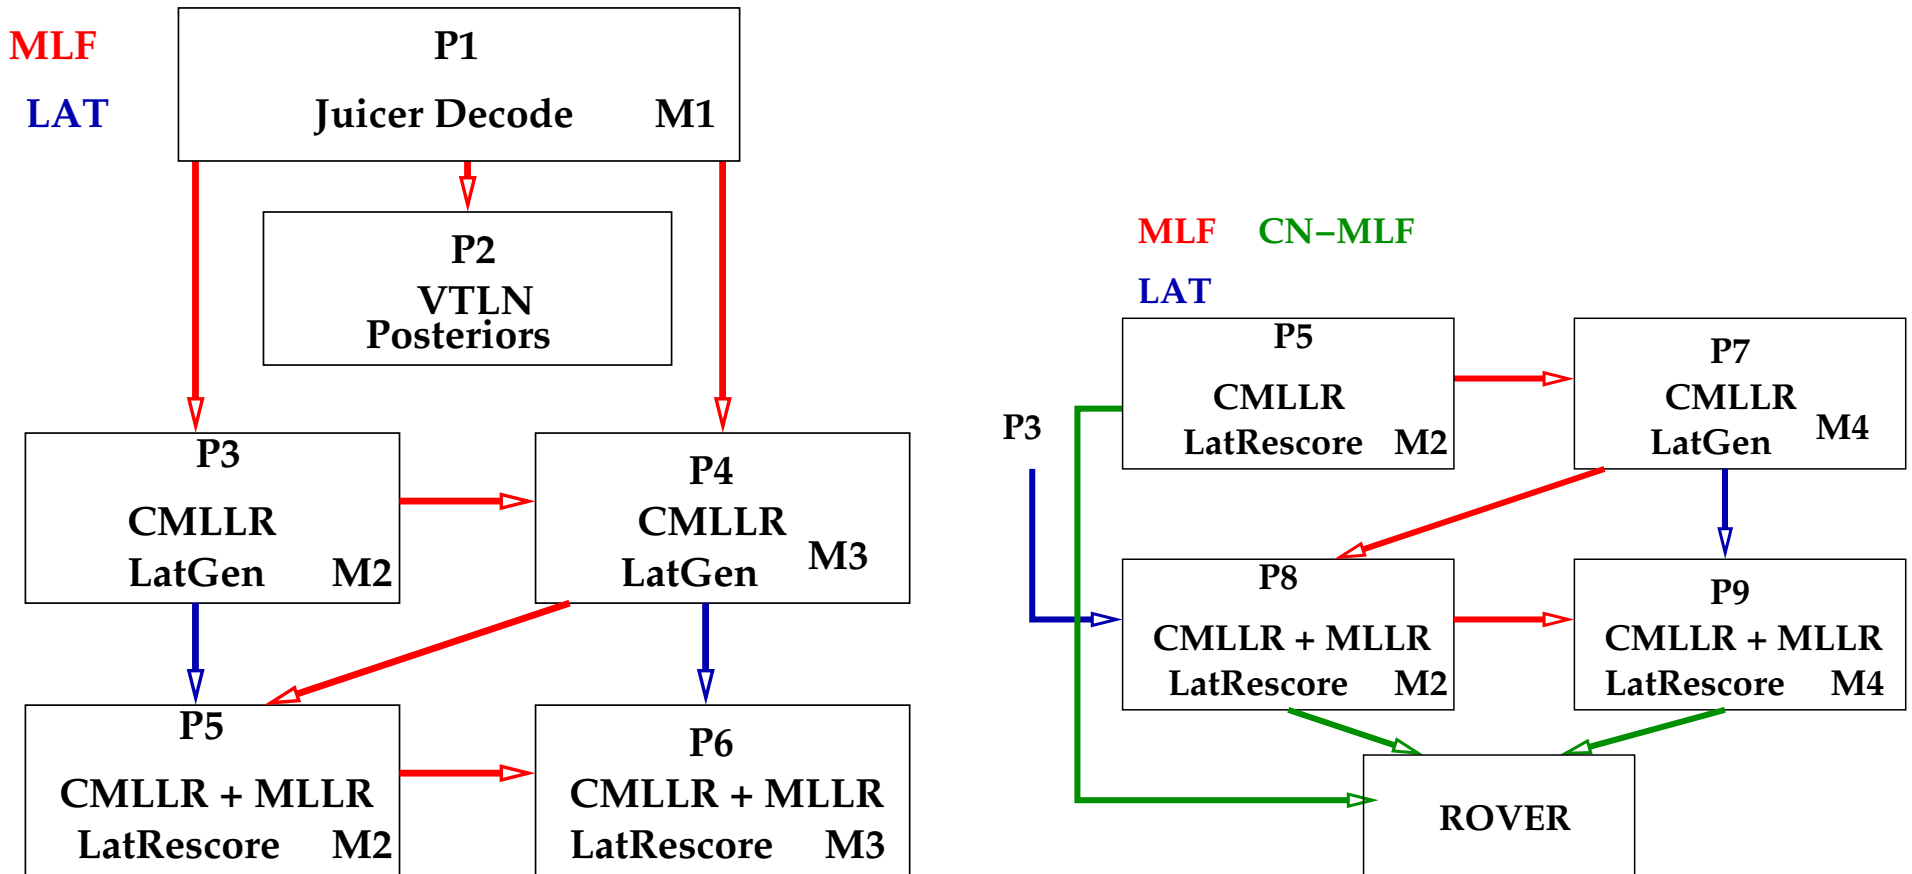 MLF
LAT
P1
Juicer Decode M1
P2
VTLN
Posteriors
P3
CMLLR
LatGen M2
P4
CMLLR
LatGen M3
P5
CMLLR + MLLR
LatRescore M2
P6
CMLLR + MLLR
LatRescore M3
MLF CN−MLF
LAT
P5
CMLLR
LatRescore M2
P7
CMLLR
LatGen M4
P3
P8
CMLLR + MLLR
LatRescore M2
P9
CMLLR + MLLR
LatRescore M4
ROVER